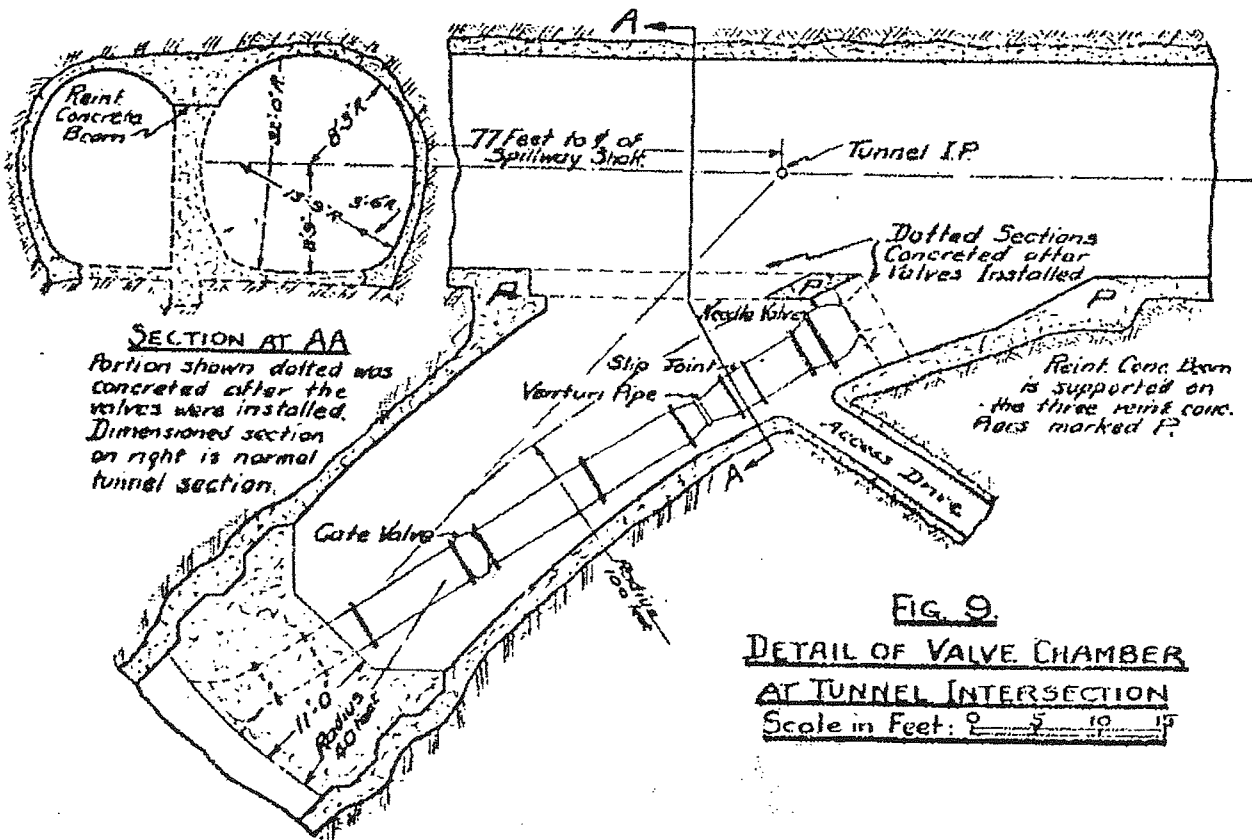 A
Reint.
Concrete
Beam
8'-3" R.
77 Feet to ℄ of
Spillway Shaft.
Tunnel I.P.
13'-9" R.
3'-6" R.
8'-9"
Dotted Sections
Concreted after
Valves Installed
P
P
P
Needle Valve
SECTION AT AA
Portion shown dotted was
concreted after the
valves were installed.
Dimensioned section
on right is normal
tunnel section.
Slip Joint
Venturi Pipe
Reint. Conc. Beam
is supported on
the three reint. conc.
Piers marked P.
Access Drive
A
Gate Valve
Radius
100 feet
11'-0"
Radius
40 feet
FIG. 9.
DETAIL OF VALVE CHAMBER
AT TUNNEL INTERSECTION
Scale in Feet: 0 5 10 15